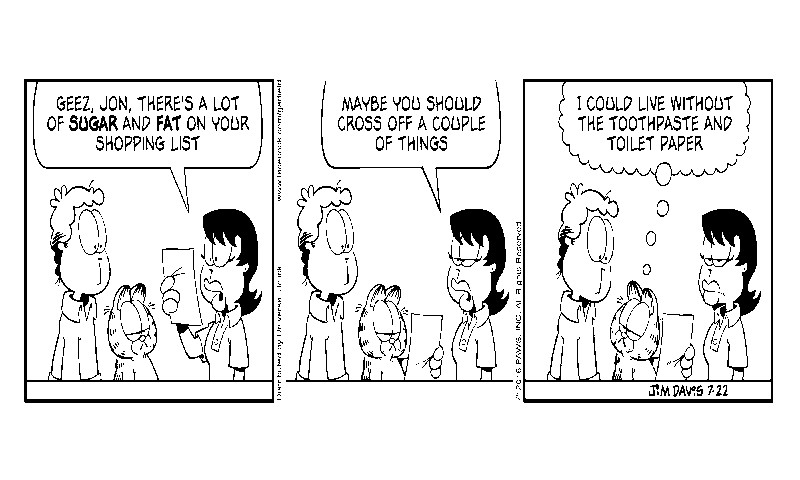 GEEZ, JON, THERE'S A LOT
OF SUGAR AND FAT ON YOUR
SHOPPING LIST
MAYBE YOU SHOULD
CROSS OFF A COUPLE
OF THINGS
I COULD LIVE WITHOUT
THE TOOTHPASTE AND
TOILET PAPER
JIM DAVIS 7-22